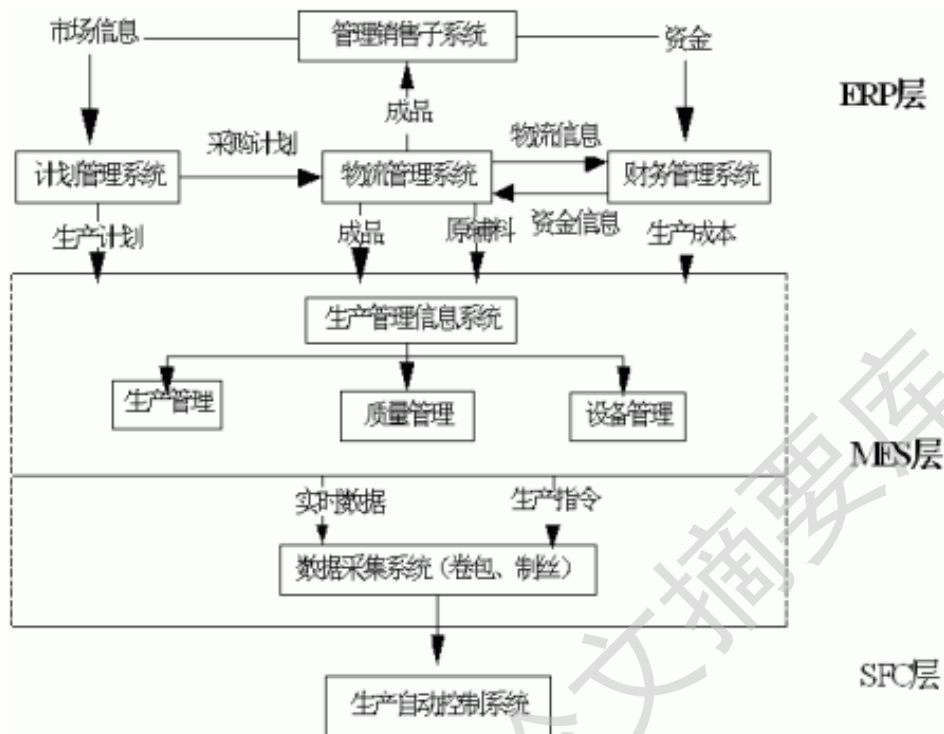 市场信息
管理销售子系统
资金
ERP层
成品
采购计划
物流信息
计划管理系统
物流管理系统
财务管理系统
资金信息
生产计划
成品
原辅料
生产成本
生产管理信息系统
生产管理
质量管理
设备管理
MES层
实时数据
生产指令
数据采集系统（卷包、制丝）
SFC层
生产自动控制系统
文摘要库